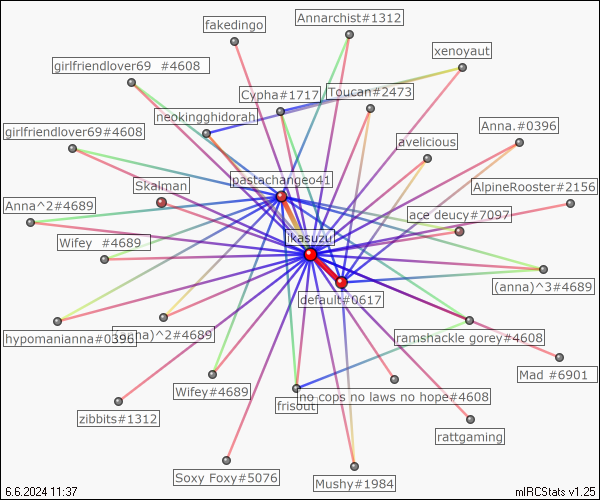 fakedingo
Annarchist#1312
xenoyaut
girlfriendlover69 #4608
Cypha#1717
Toucan#2473
neokingghidorah
girlfriendlover69#4608
avelicious
Anna.#0396
Skalman
pastachangeo41
AlpineRooster#2156
Anna^2#4689
ace deucy#7097
Wifey #4689
ikasuzu
default#0617
(anna)^3#4689
hypomanianna#0396
)^2#4689
ramshackle gorey#4608
Wifey#4689
Mad #6901
frisout
no cops no laws no hope#4608
zibbits#1312
rattgaming
Soxy Foxy#5076
Mushy#1984
6.6.2024 11:37
mIRCStats v1.25